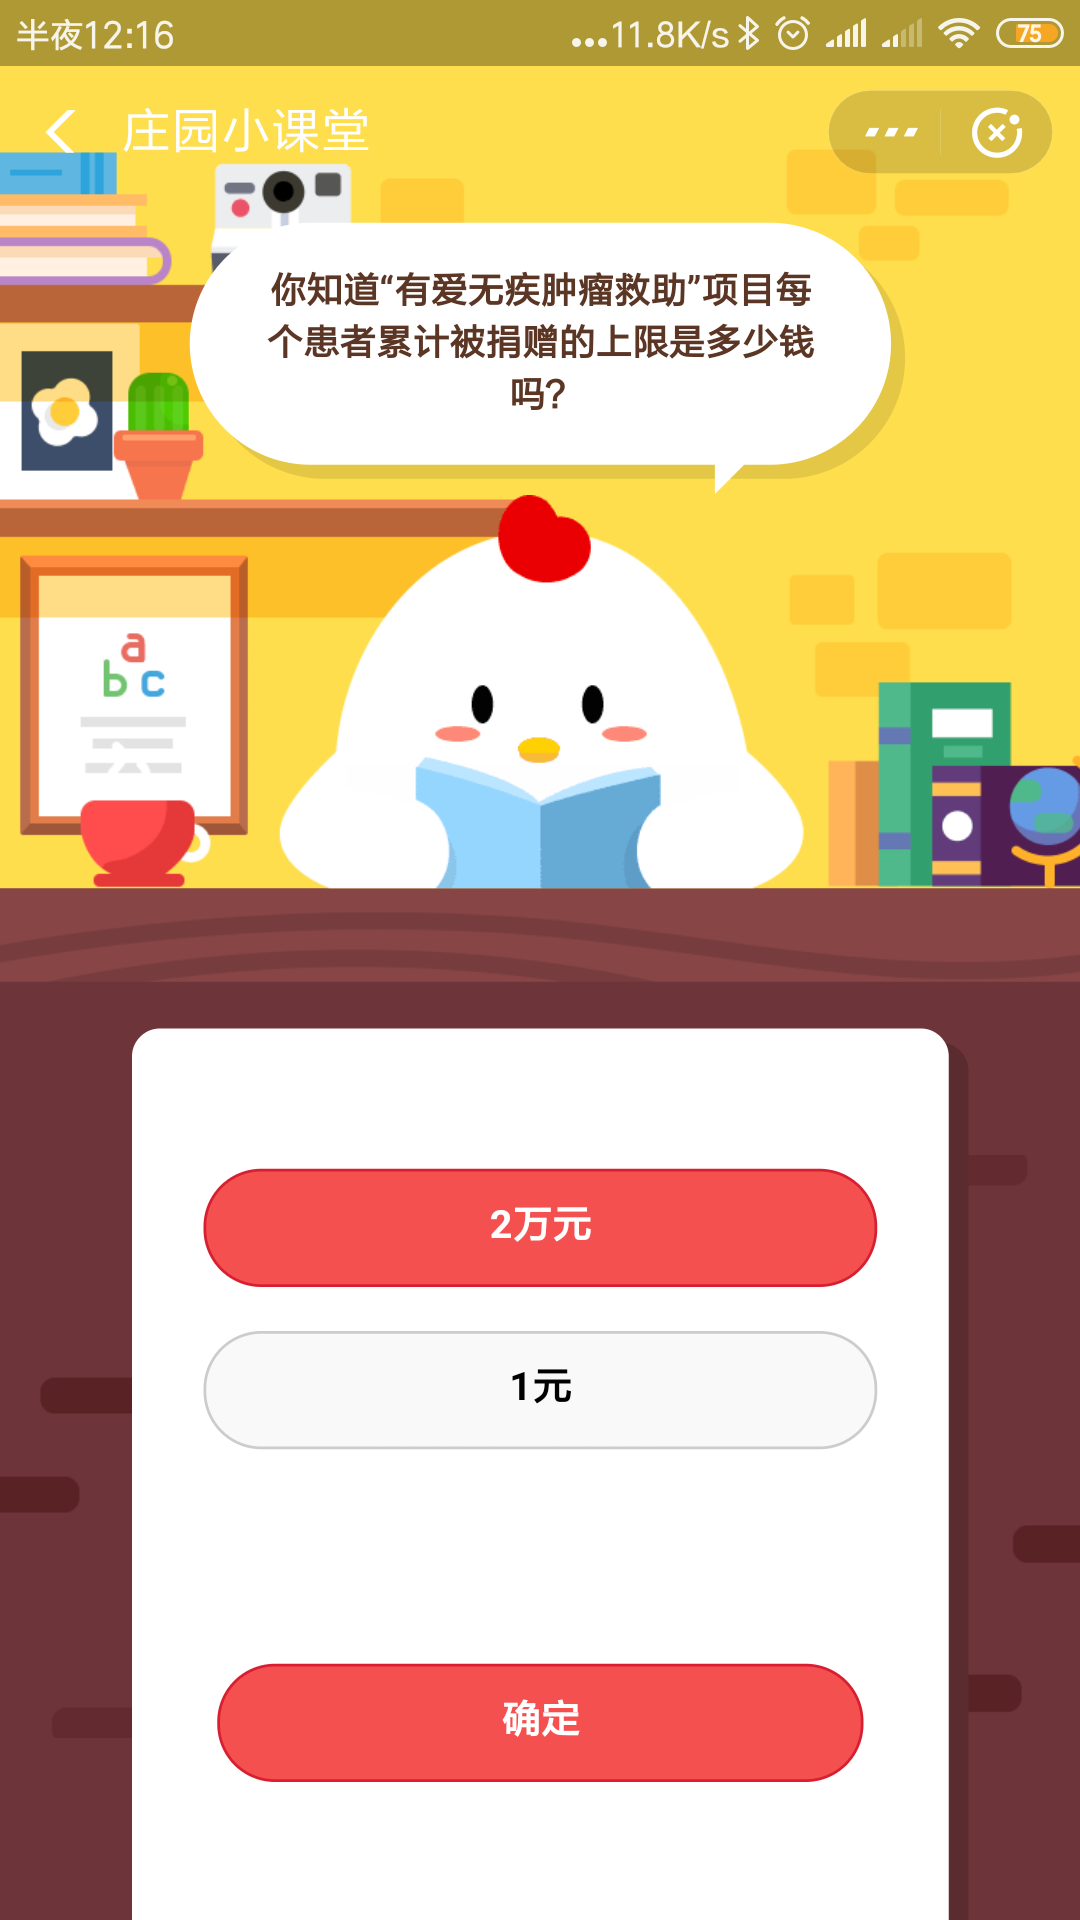 半夜12:16
...11.8K/s
75
庄园小课堂
你知道“有爱无疾肿瘤救助”项目每
个患者累计被捐赠的上限是多少钱
吗？
a
b c
2万元
1元
确定